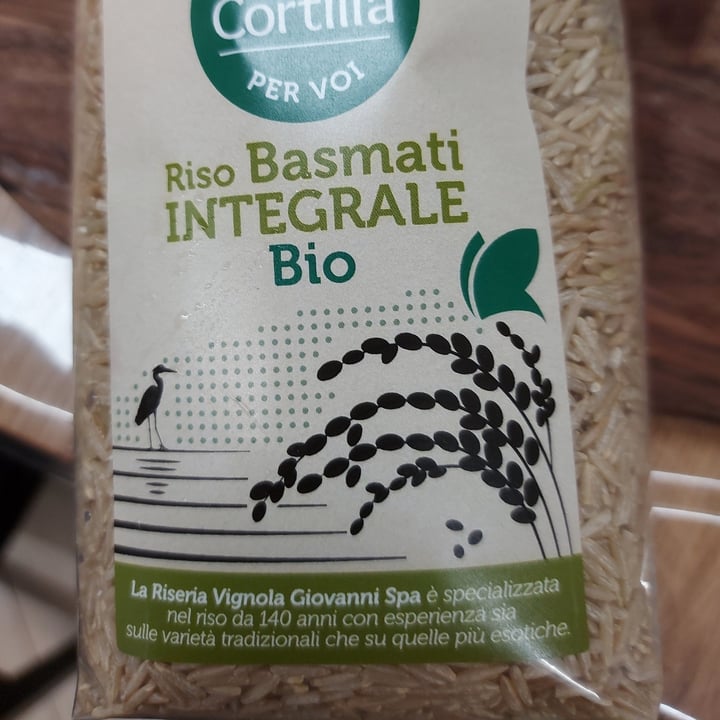 Cortilia
PER VOI
Riso Basmati
INTEGRALE
Bio
La Riseria Vignola Giovanni Spa è specializzata
nel riso da 140 anni con esperienza sia
sulle varietà tradizionali che su quelle più esotiche.